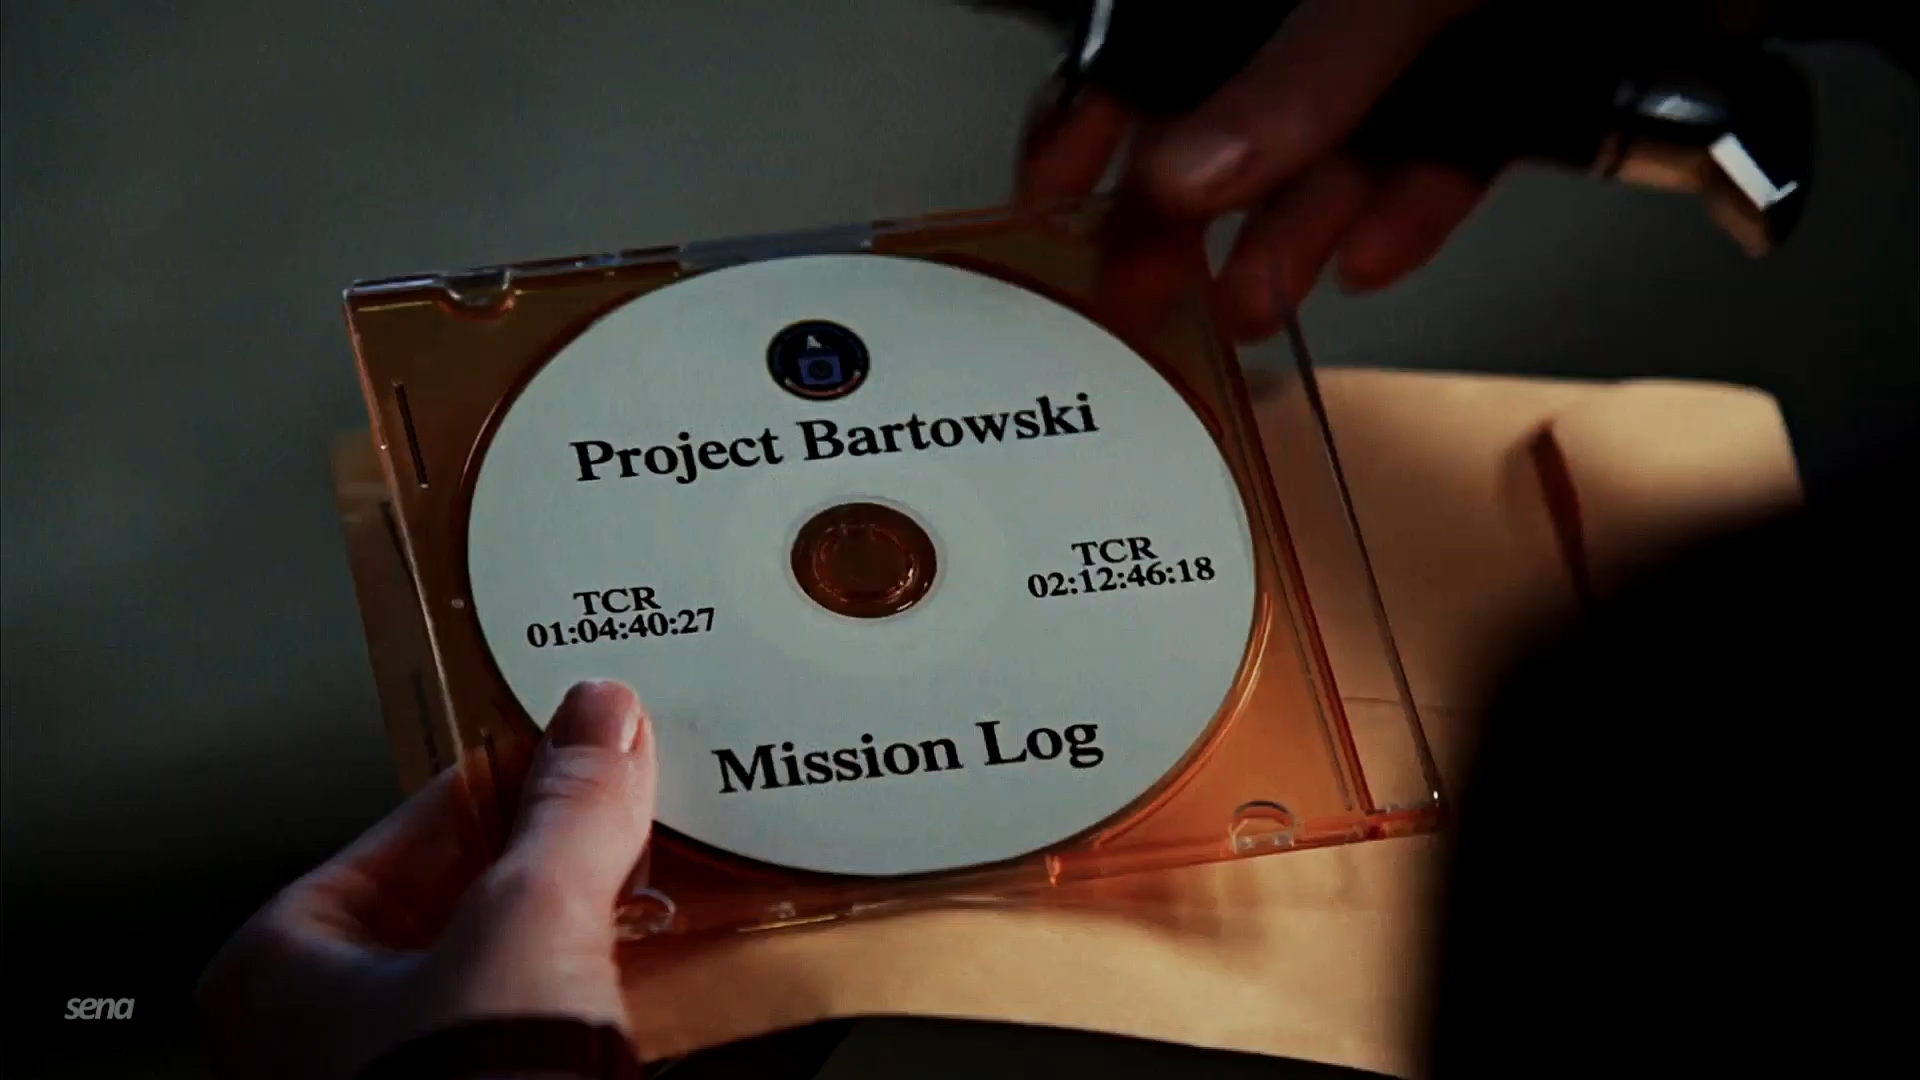 Project Bartowski
TCR
01:04:40:27
TCR
02:12:46:18
Mission Log
sena